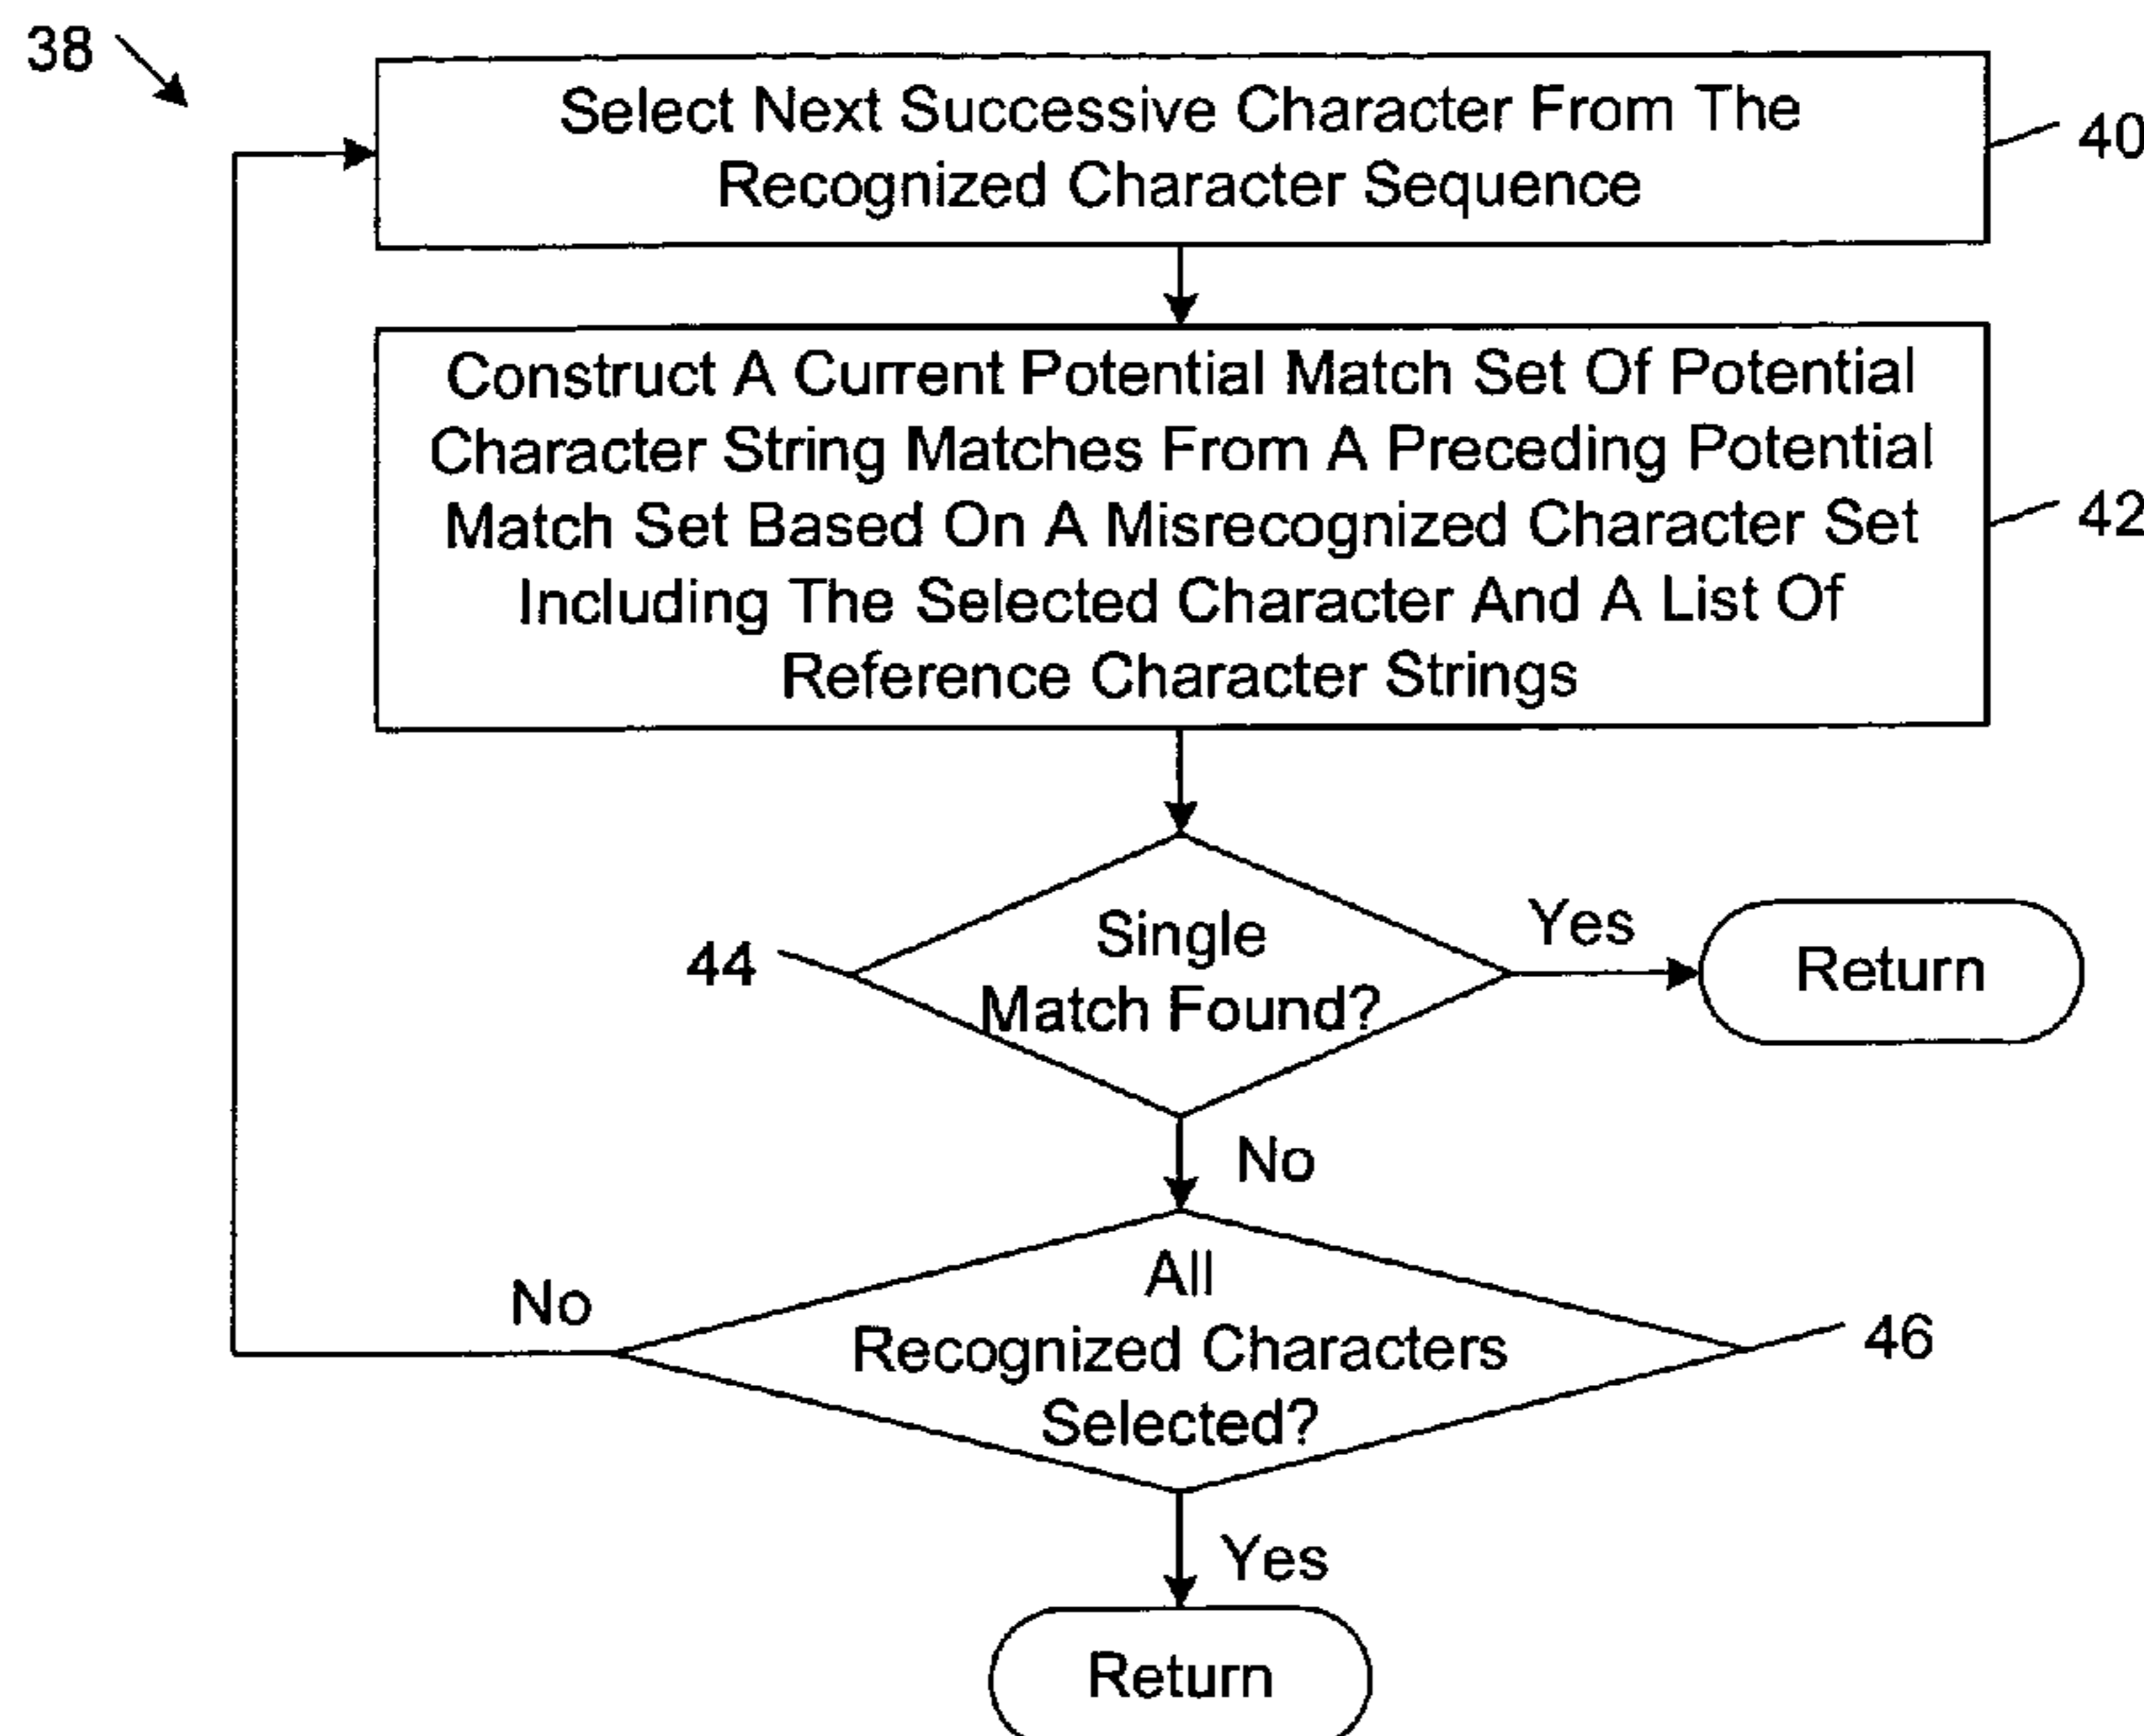 38
Select Next Successive Character From The
Recognized Character Sequence
40
Construct A Current Potential Match Set Of Potential
Character String Matches From A Preceding Potential
Match Set Based On A Misrecognized Character Set
Including The Selected Character And A List Of
Reference Character Strings
42
44
Single
Match Found?
Yes
Return
No
All
Recognized Characters
Selected?
46
No
Yes
Return